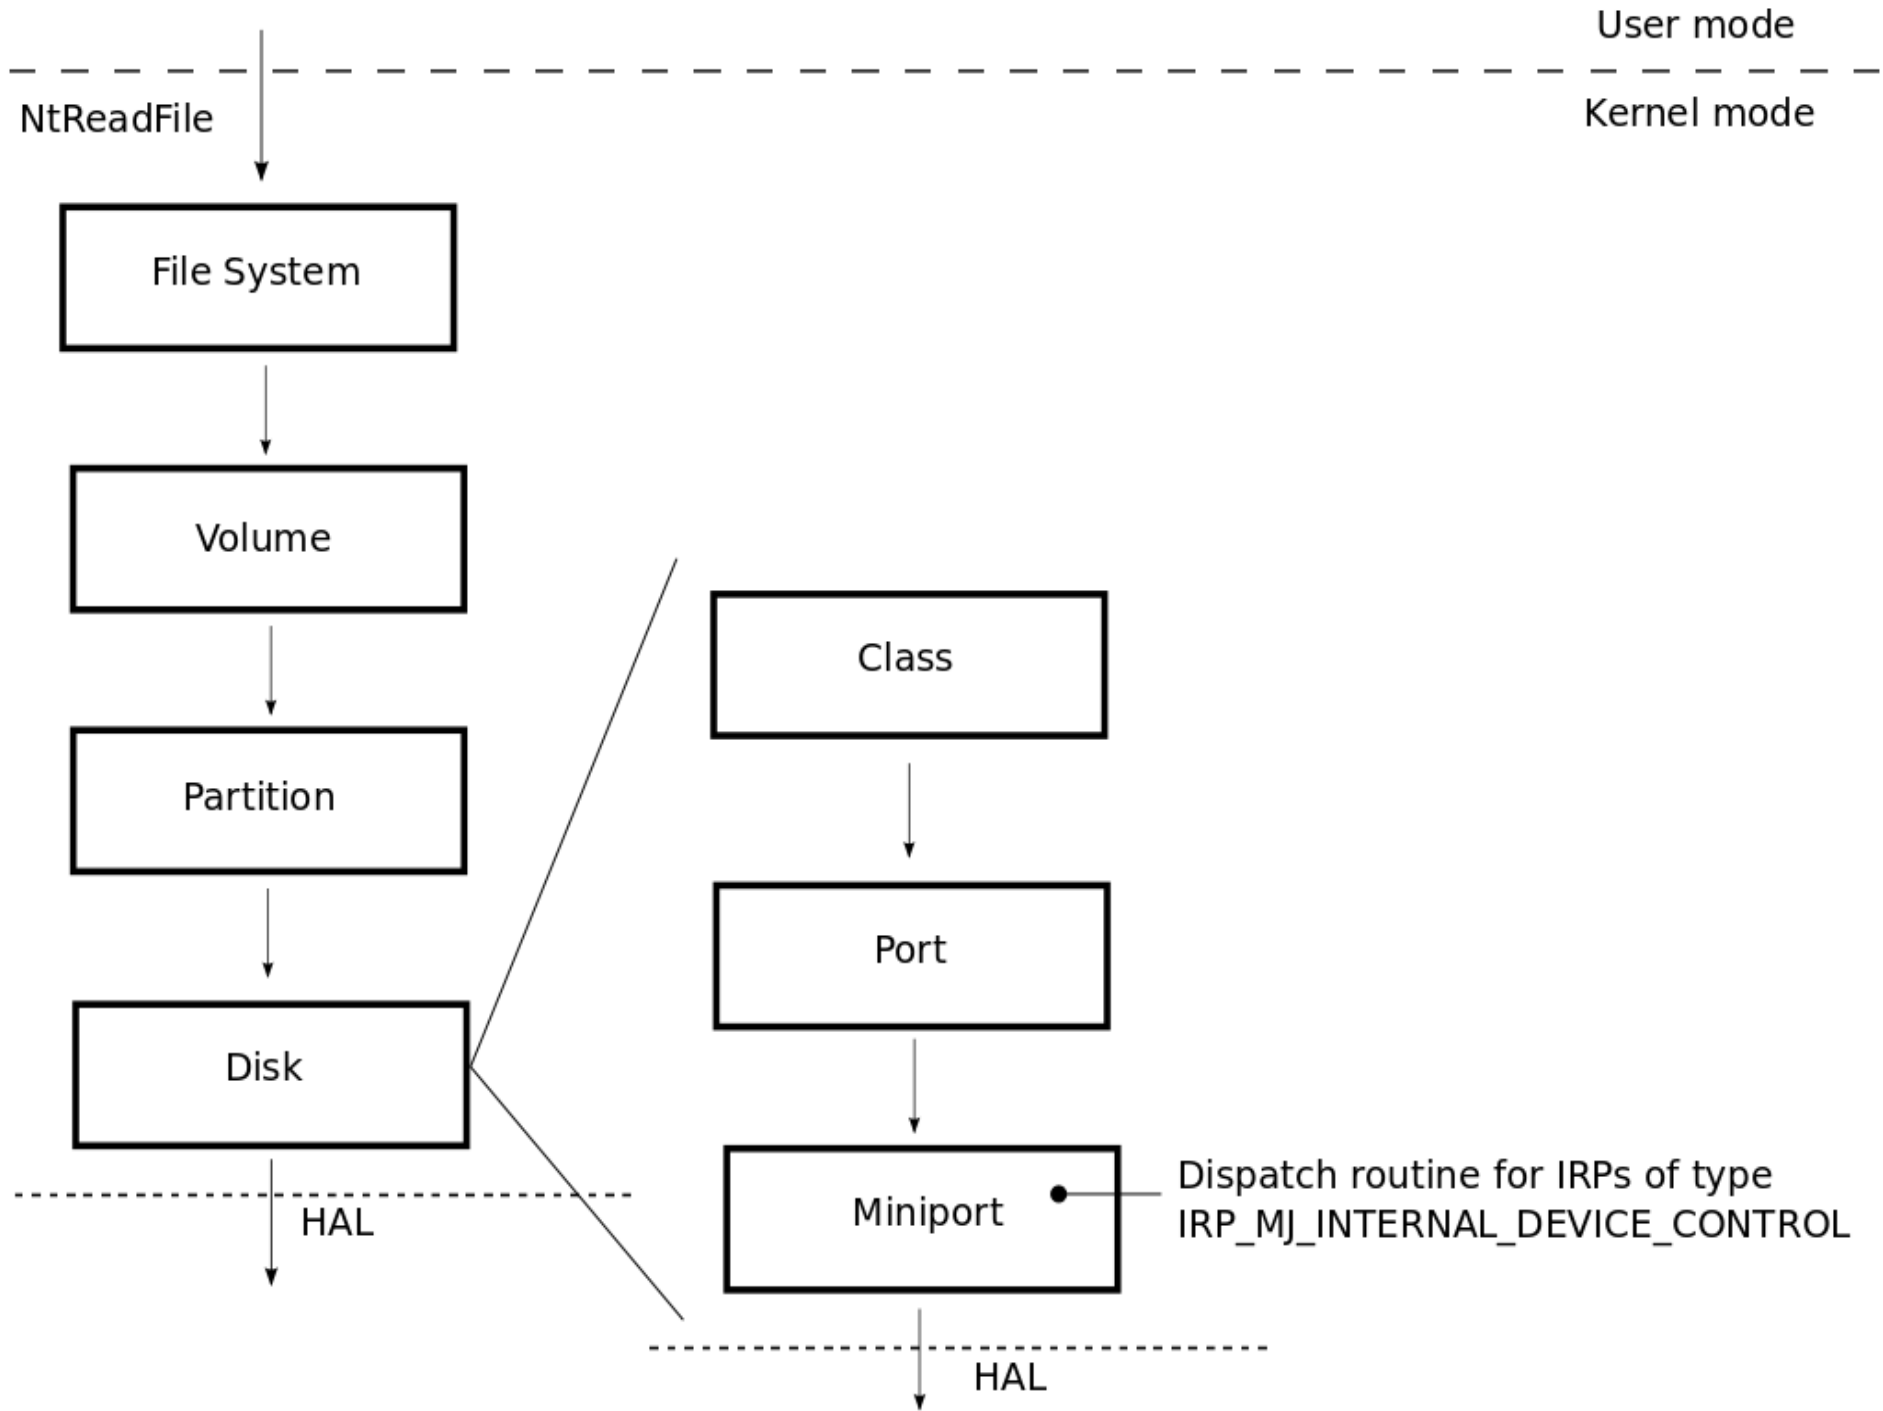 User mode
NtReadFile
Kernel mode
File System
Volume
Partition
Disk
HAL
Class
Port
Miniport
Dispatch routine for IRPs of type
IRP_MJ_INTERNAL_DEVICE_CONTROL
HAL